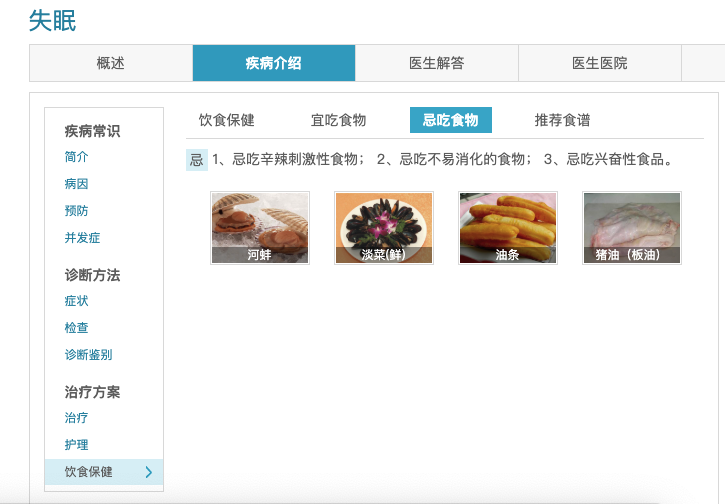 失眠
概述 疾病介绍 医生解答 医生医院
疾病常识
简介
病因
预防
并发症
诊断方法
症状
检查
诊断鉴别
治疗方案
治疗
护理
饮食保健
饮食保健 宜吃食物 忌吃食物 推荐食谱
忌 1、忌吃辛辣刺激性食物； 2、忌吃不易消化的食物； 3、忌吃兴奋性食品。
河蚌 淡菜(鲜) 油条 猪油（板油）